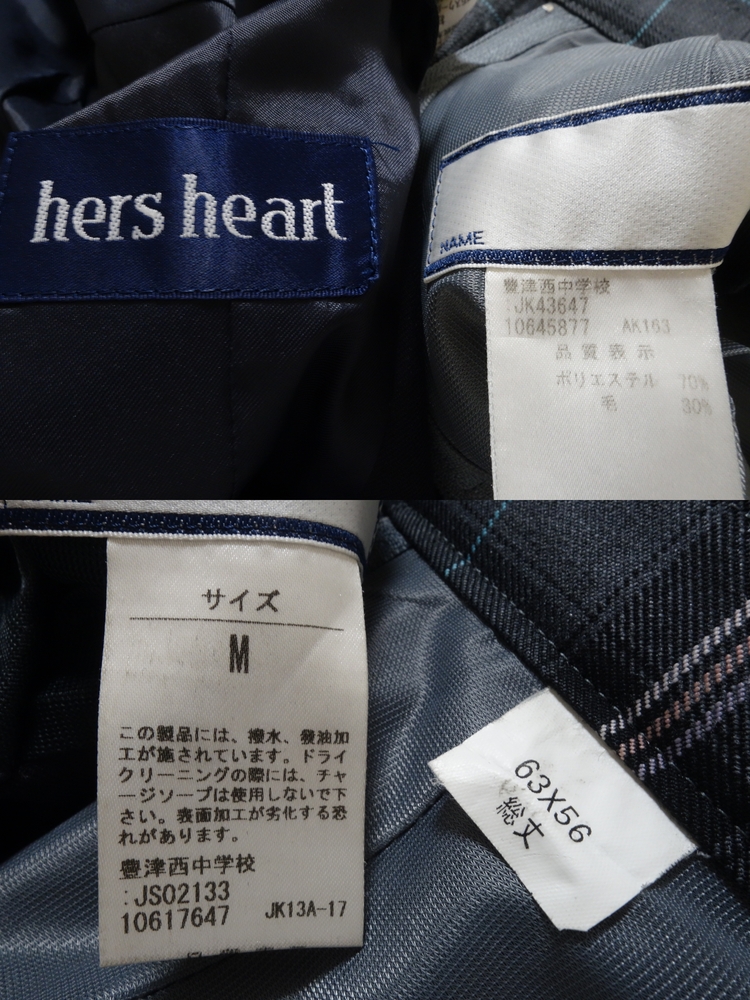 hers heart
NAME
豊津西中学校
:JK43647
10645877 AK163
品質表示
ポリエステル 70%
毛 30%
サイズ
M
この製品には、撥水、発油加
工が施されています。ドライ
クリーニングの際には、チャ
ージソープは使用しないで下
さい。表面加工が劣化する恐
れがあります。
豊津西中学校
:JS02133
10617647 JK13A-17
63X56
総丈